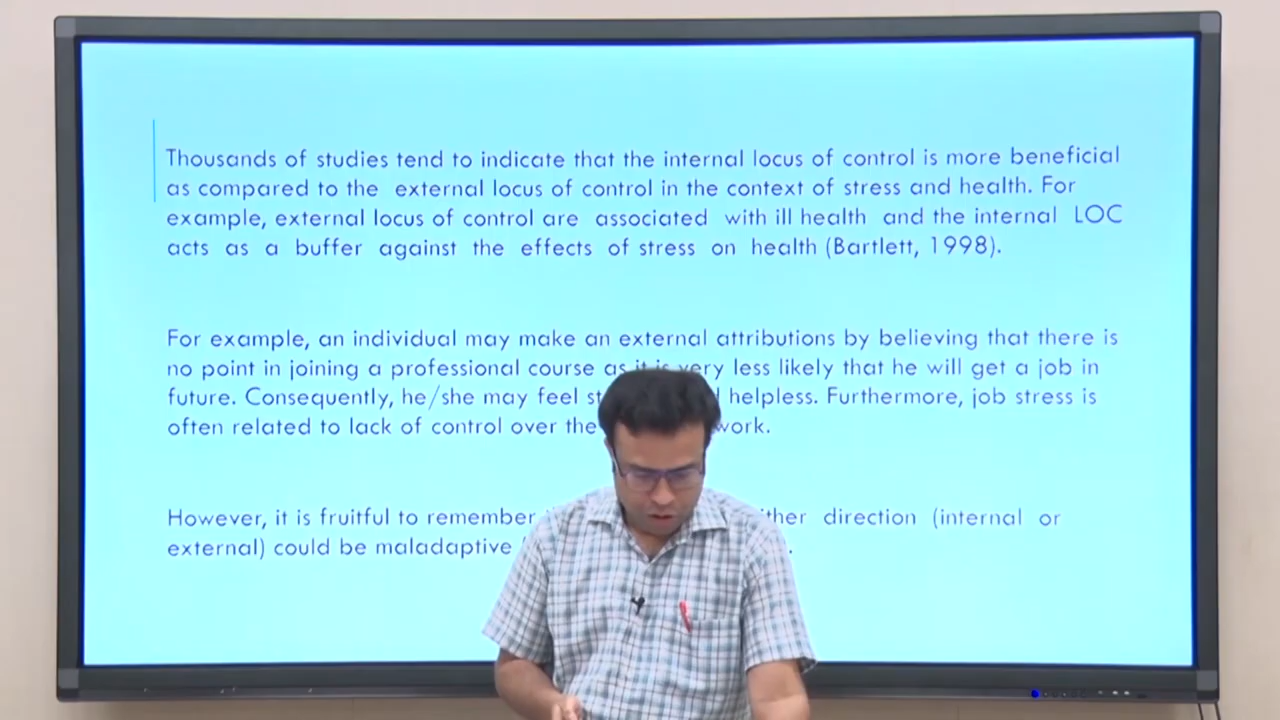 Thousands of studies tend to indicate that the internal locus of control is more beneficial
as compared to the external locus of control in the context of stress and health. For
example, external locus of control are associated with ill health and the internal LOC
acts as a buffer against the effects of stress on health (Bartlett, 1998).
For example, an individual may make an external attributions by believing that there is
no point in joining a professional course as it is very less likely that he will get a job in
future. Consequently, he/she may feel helpless. Furthermore, job stress is
often related to lack of control over the work.
However, it is fruitful to remember direction (internal or
external) could be maladaptive